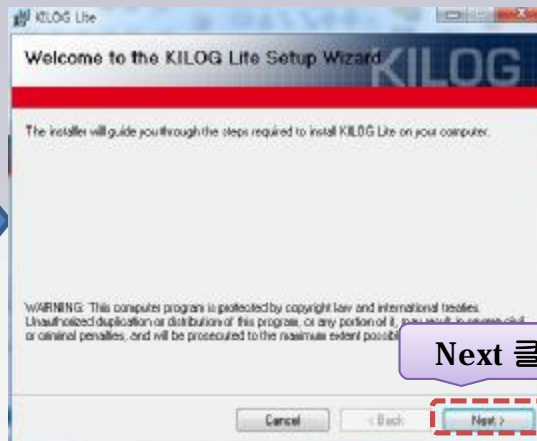 KILOG Lite
Welcome to the KILOG Lite Setup Wizard
KILOG
The installer will guide you through the steps required to install KILOG Lite on your computer.
WARNING: This computer program is protected by copyright law and international treaties.
Unauthorized duplication or distribution of this program, or any portion of it, may result in severe civil
or criminal penalties, and will be prosecuted to the maximum extent possible
Next
Cancel
< Back
Next >